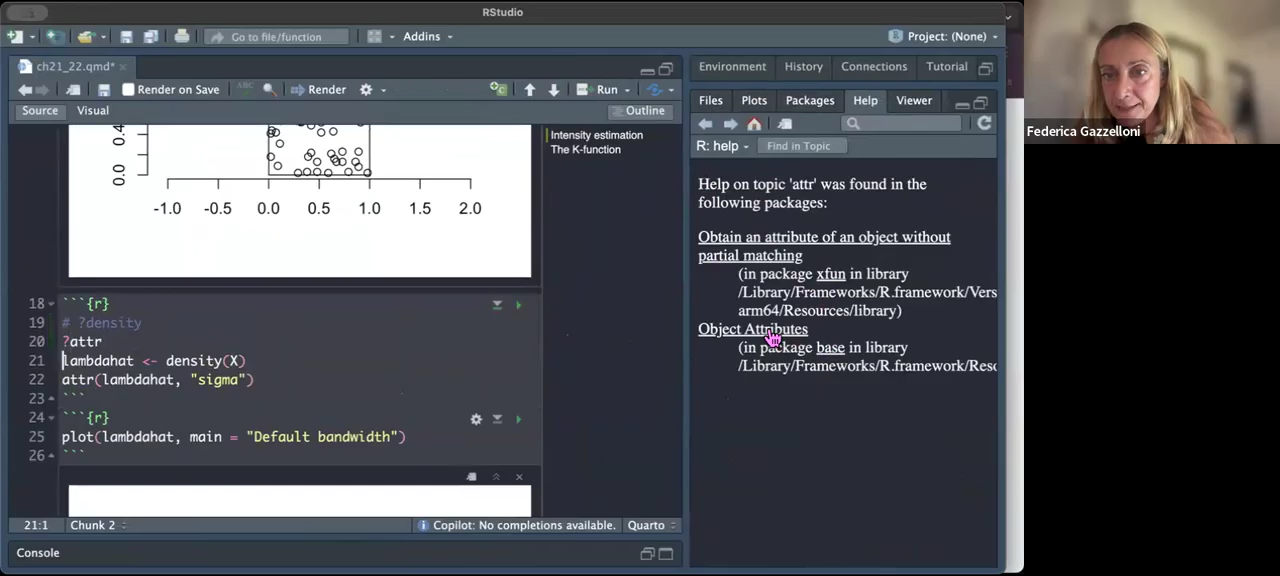 RStudio
Go to file/function
Addins
Project: (None)
ch21_22.qmd*
Render on Save
ABC
Render
Run
Source
Visual
Outline
0.4
0.0
-1.0 -0.5 0.0 0.5 1.0 1.5 2.0
Intensity estimation
The K-function
18 ```{r}
19 # ?density
20 ?attr
21 lambdahat <- density(X)
22 attr(lambdahat, "sigma")
23 ```
24 ```{r}
25 plot(lambdahat, main = "Default bandwidth")
26 ```
21:1
Chunk 2
Copilot: No completions available.
Quarto
Console
Environment
History
Connections
Tutorial
Files
Plots
Packages
Help
Viewer
R: help
Find in Topic
Help on topic 'attr' was found in the
following packages:
Obtain an attribute of an object without
partial matching
(in package xfun in library
/Library/Frameworks/R.framework/Vers
arm64/Resources/library)
Object Attributes
(in package base in library
/Library/Frameworks/R.framework/Reso
Federica Gazzelloni